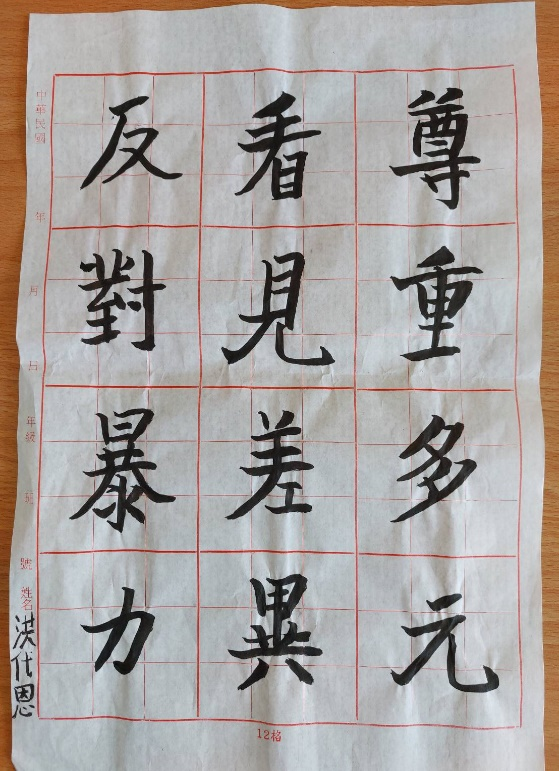 尊重多元
看見差異
反對暴力
中華民國 年 月 日 年級 班 號 姓名 洪代恩
12格